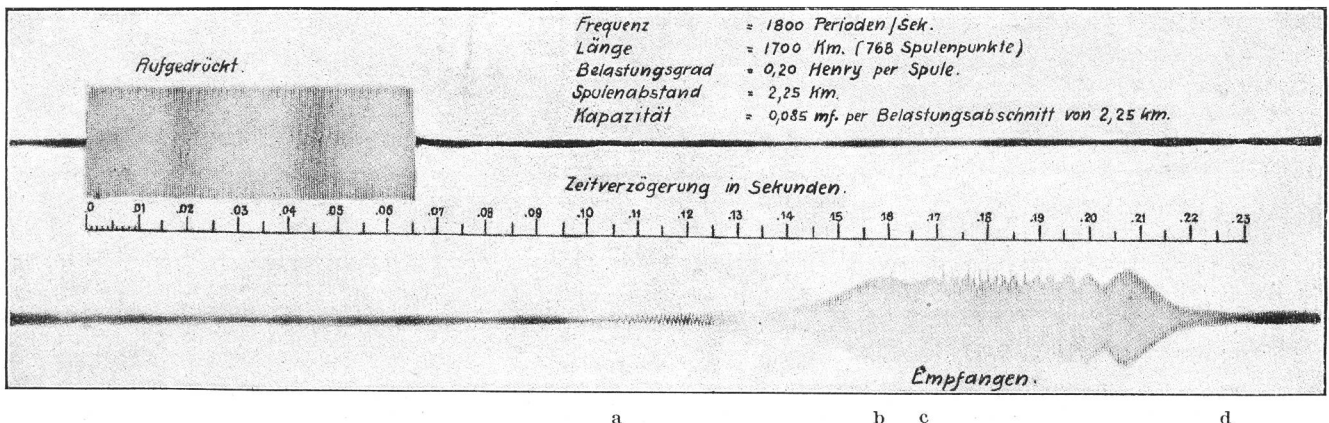 Frequenz = 1800 Perioden/Sek.
Länge = 1700 Km. (768 Spulenpunkte)
Belastungsgrad = 0,20 Henry per Spule.
Spulenabstand = 2,25 Km.
Kapazität = 0,085 mf. per Belastungsabschnitt von 2,25 Km.
Aufgedrückt.
Zeitverzögerung in Sekunden.
.0 .01 .02 .03 .04 .05 .06 .07 .08 .09 .10 .11 .12 .13 .14 .15 .16 .17 .18 .19 .20 .21 .22 .23
Empfangen.
a b c d